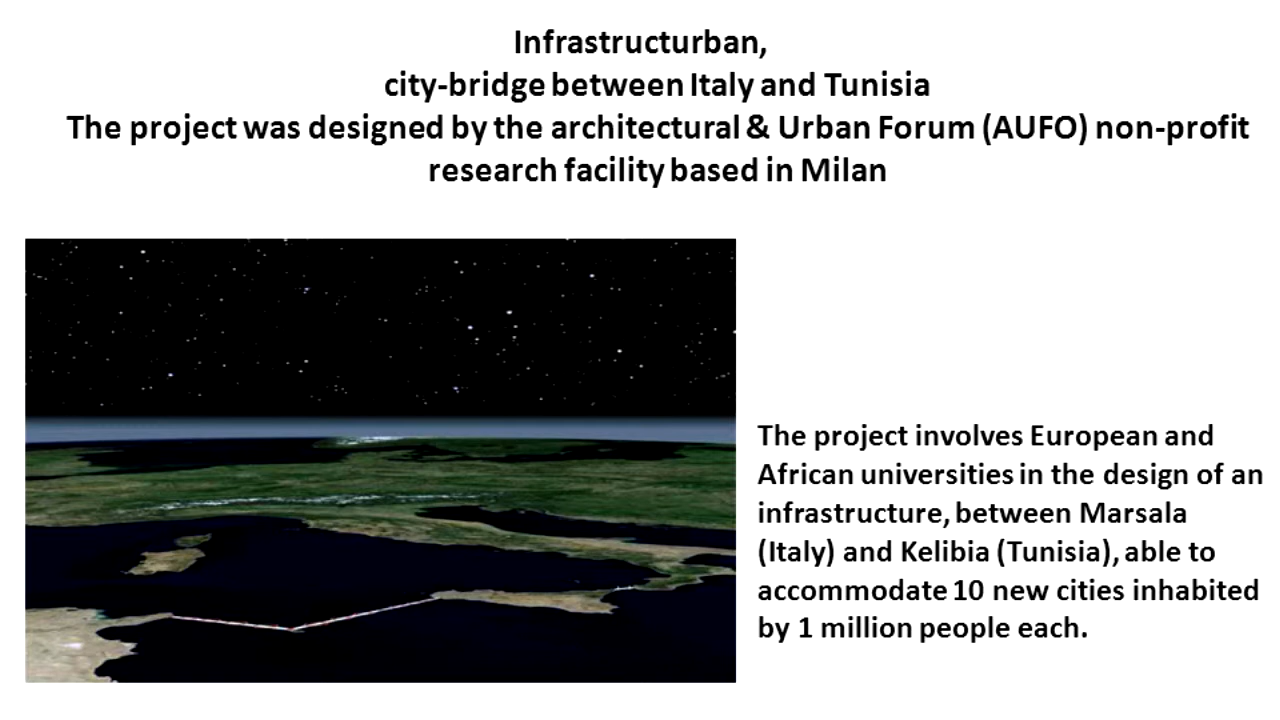 Infrastructurban,
city-bridge between Italy and Tunisia
The project was designed by the architectural & Urban Forum (AUFO) non-profit
research facility based in Milan
The project involves European and
African universities in the design of an
infrastructure, between Marsala
(Italy) and Kelibia (Tunisia), able to
accommodate 10 new cities inhabited
by 1 million people each.